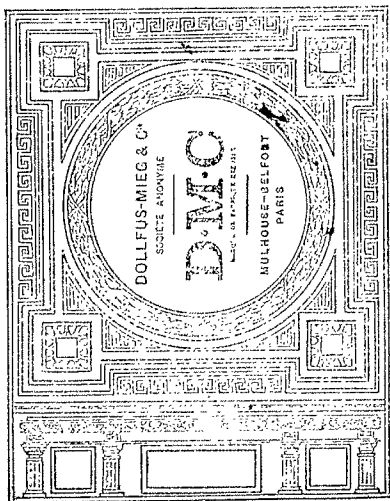 DOLLFUS-MIEG & Cie
SOCIÉTÉ ANONYME
D·M·C
MULHOUSE-BELFORT
PARIS